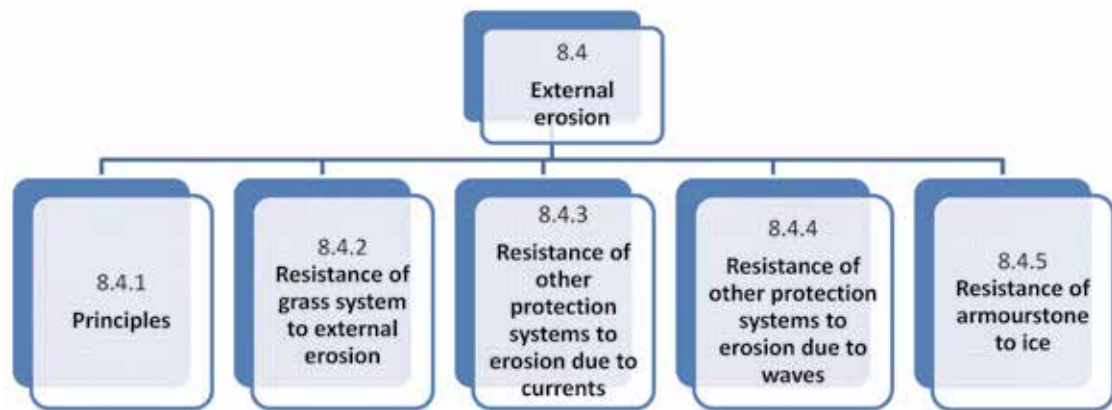 8.4
External
erosion
8.4.1
Principles
8.4.2
Resistance of
grass system
to external
erosion
8.4.3
Resistance of
other
protection
systems to
erosion due to
currents
8.4.4
Resistance of
other protection
systems to
erosion due to
waves
8.4.5
Resistance of
armourstone
to ice